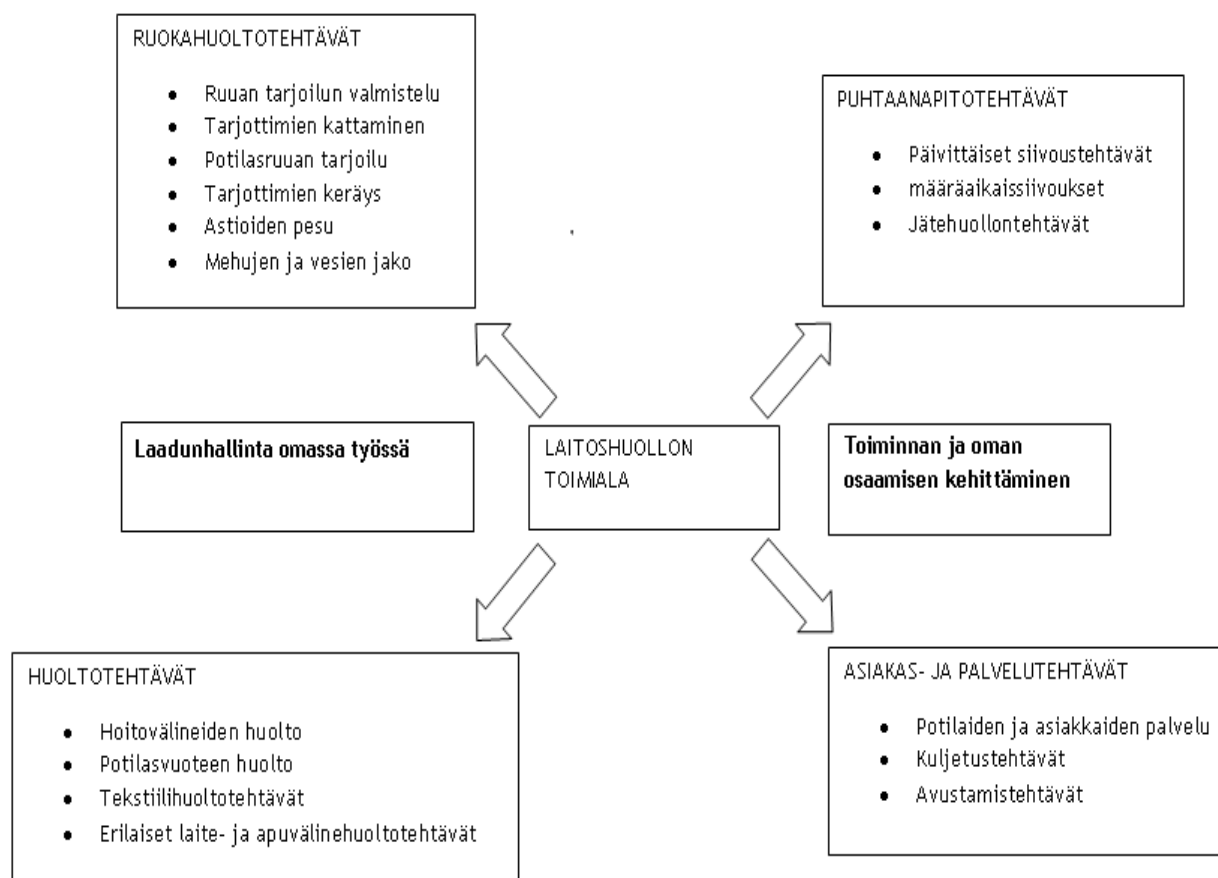 RUOKAHUOLTOTEHTÄVÄT
• Ruuan tarjoilun valmistelu
• Tarjottimien kattaminen
• Potilasruuan tarjoilu
• Tarjottimien keräys
• Astioiden pesu
• Mehujen ja vesien jako
PUHTAANAPITOTEHTÄVÄT
• Päivittäiset siivoustehtävät
• määräaikaissiivoukset
• Jätehuollontehtävät
Laadunhallinta omassa työssä
LAITOSHUOLLON
TOIMIALA
Toiminnan ja oman
osaamisen kehittäminen
HUOLTOTEHTÄVÄT
• Hoitovälineiden huolto
• Potilasvuoteen huolto
• Tekstiilihuoltotehtävät
• Erilaiset laite- ja apuvälinehuoltotehtävät
ASIAKAS- JA PALVELUTEHTÄVÄT
• Potilaiden ja asiakkaiden palvelu
• Kuljetustehtävät
• Avustamistehtävät